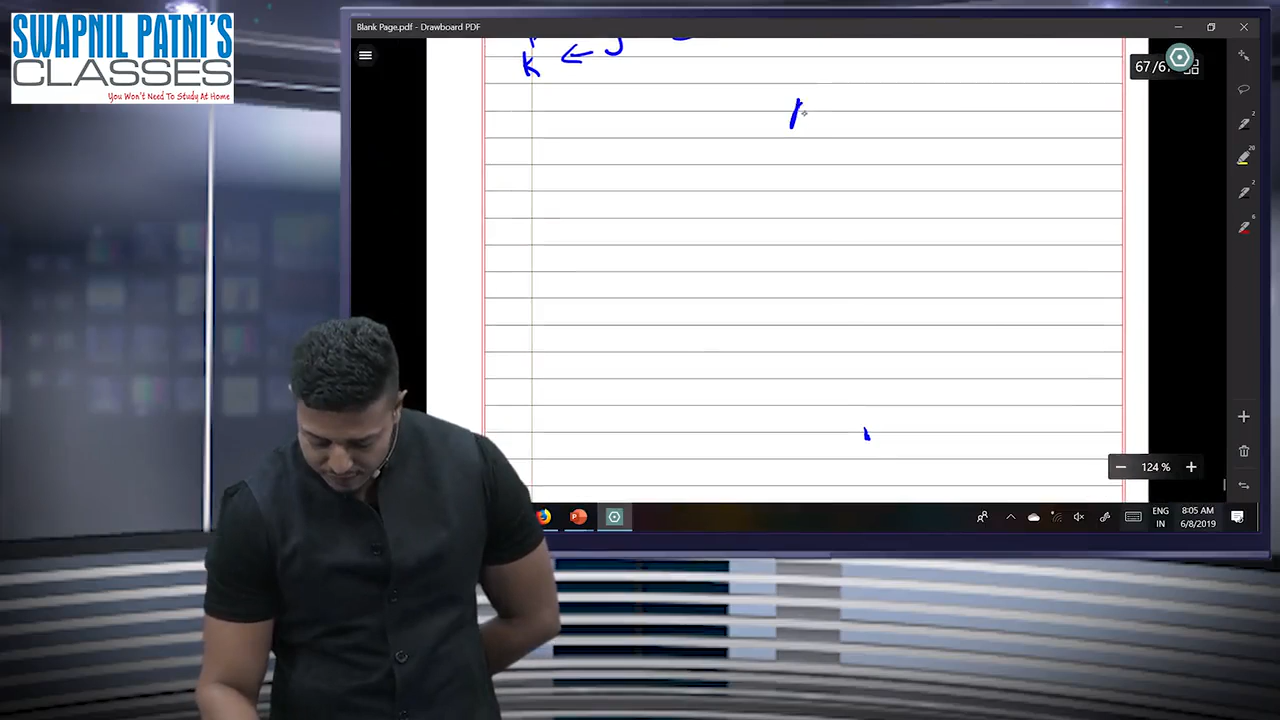 SWAPNIL PATNI'S
CLASSES
You Won't Need To Study At Home
Blank Page.pdf - Drawboard PDF
k ←
124 %
ENG
IN
8:05 AM
6/8/2019